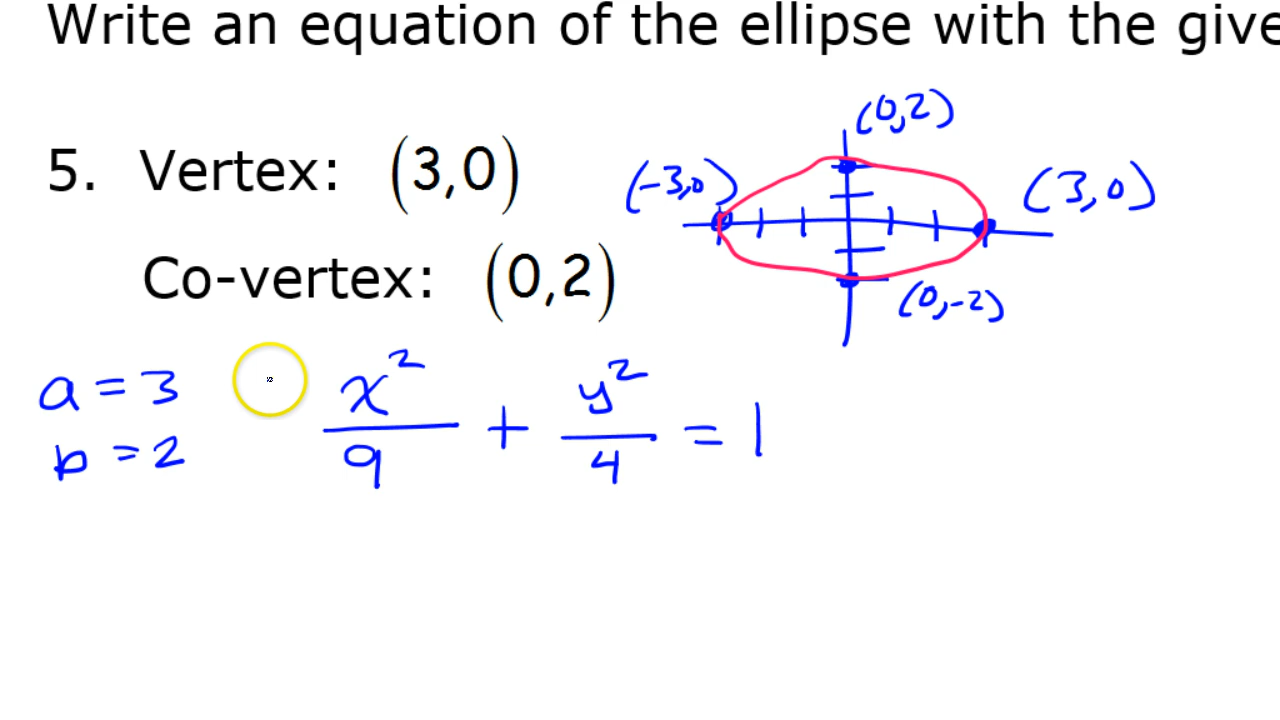 Write an equation of the ellipse with the give
5. Vertex: (3,0)
Co-vertex: (0,2)
(0,2)
(-3,0)
(3,0)
(0,-2)
a = 3
b = 2
x²/9 + y²/4 = 1